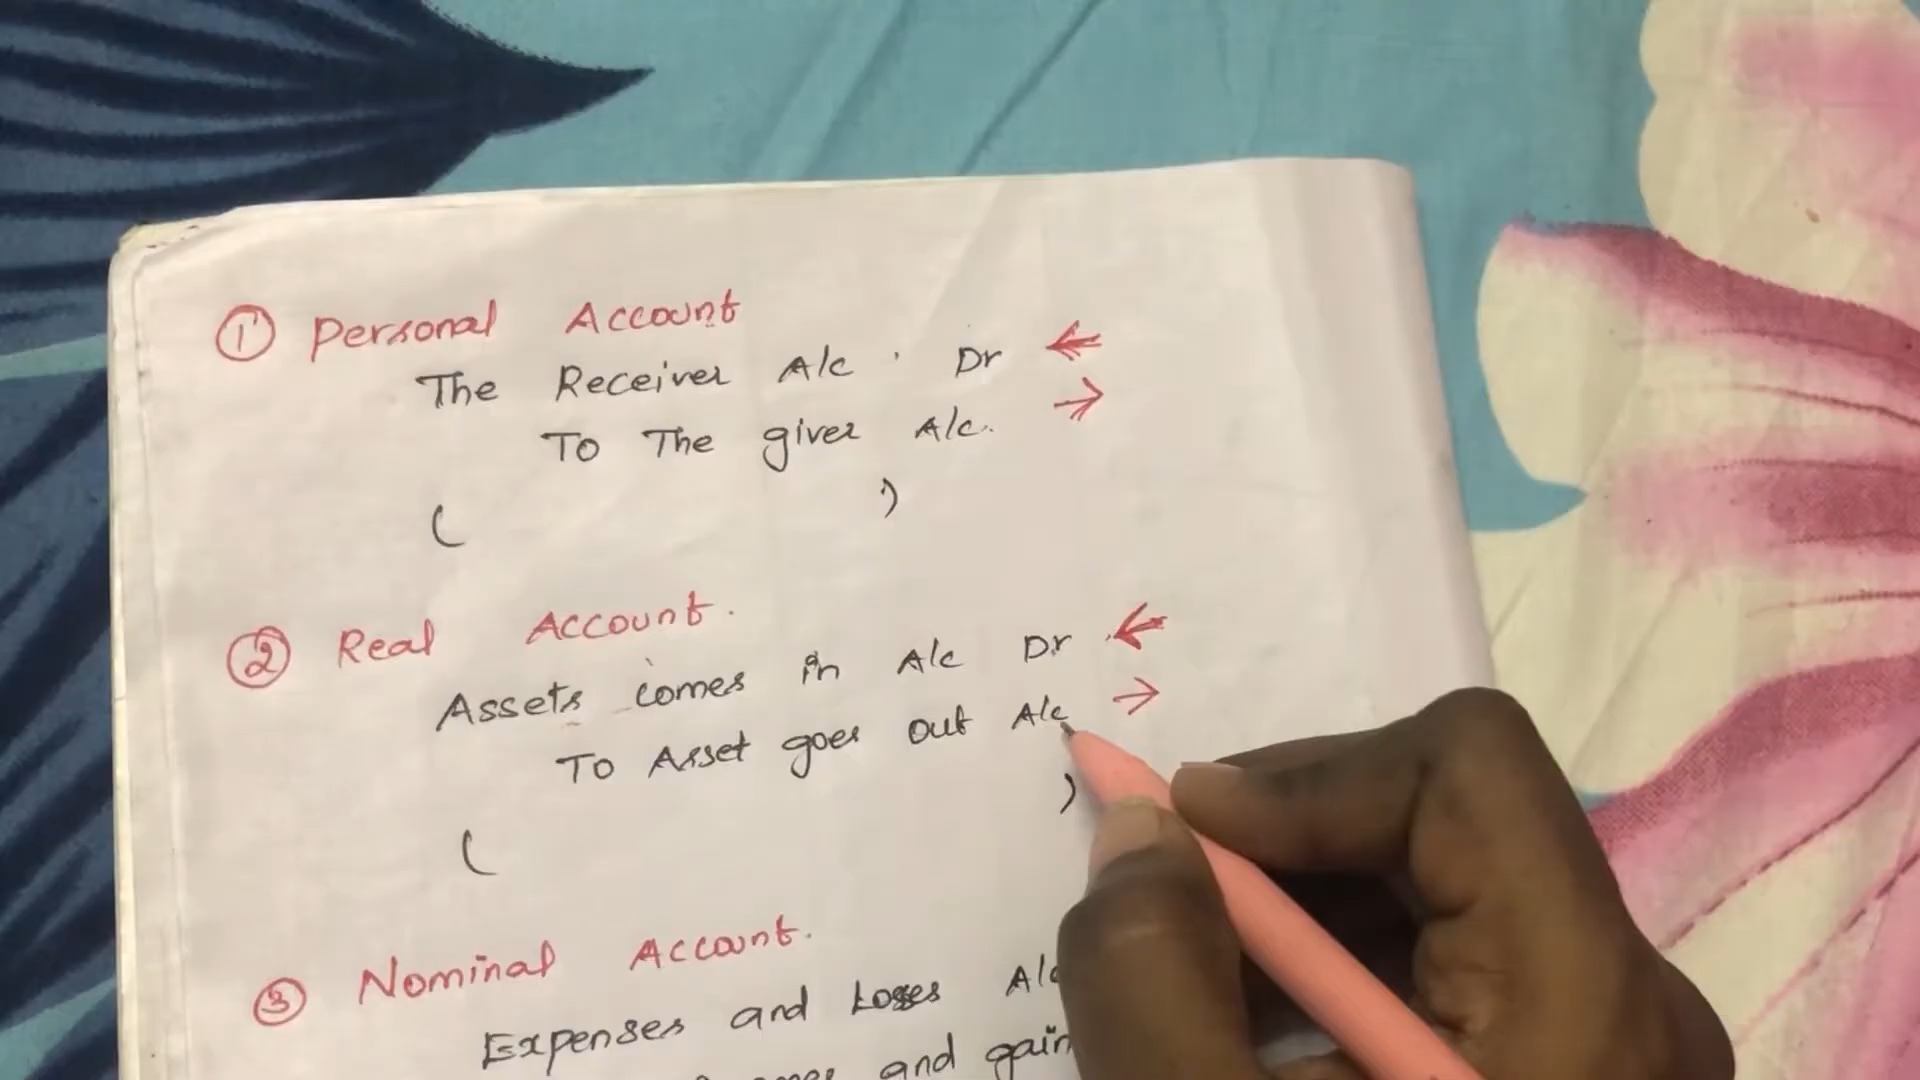 ① Personal Account
The Receiver A/c Dr ←
To The giver A/c. →
( )
② Real Account.
Assets comes in A/c Dr ←
To Asset goes out A/c →
( )
③ Nominal Account.
Expenses and Losses
and gain